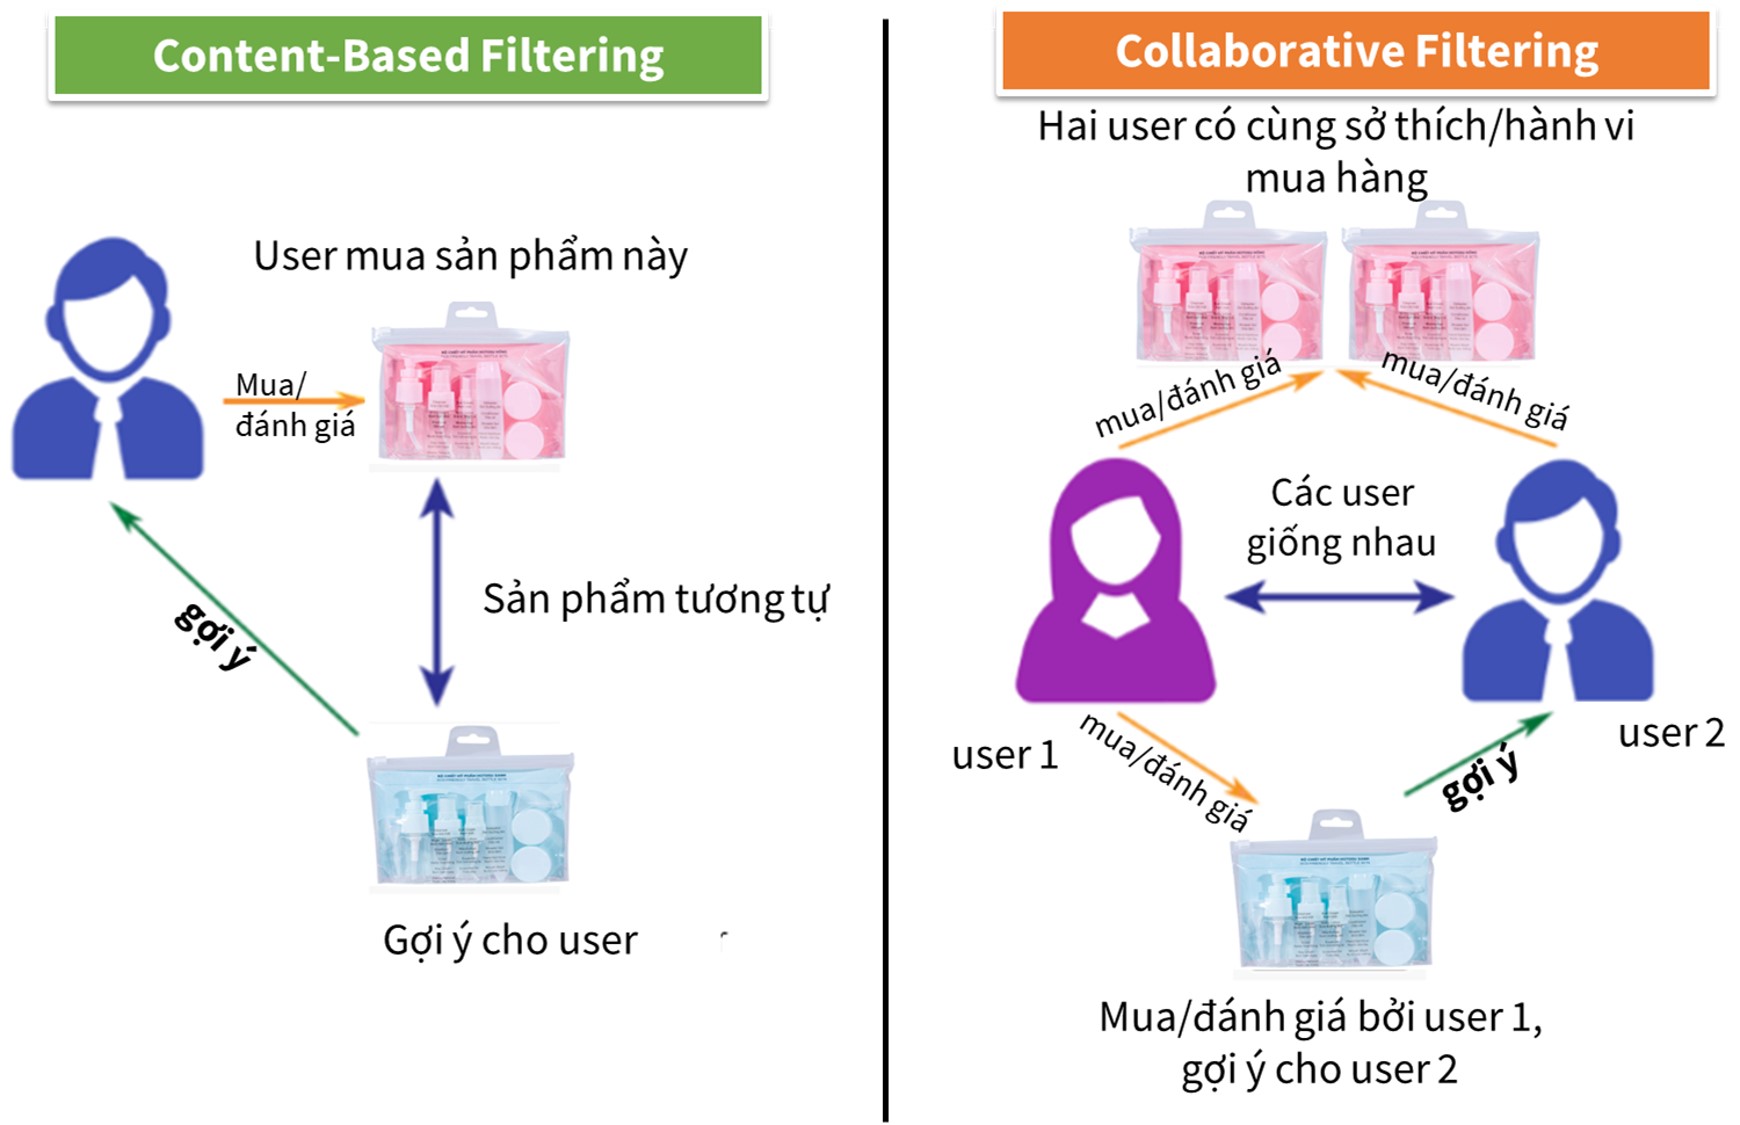 Content-Based Filtering
User mua sản phẩm này
Mua/
đánh giá
Sản phẩm tương tự
gợi ý
Gợi ý cho user
Collaborative Filtering
Hai user có cùng sở thích/hành vi
mua hàng
mua/đánh giá
mua/đánh giá
Các user
giống nhau
user 1
user 2
mua/đánh giá
gợi ý
Mua/đánh giá bởi user 1,
gợi ý cho user 2